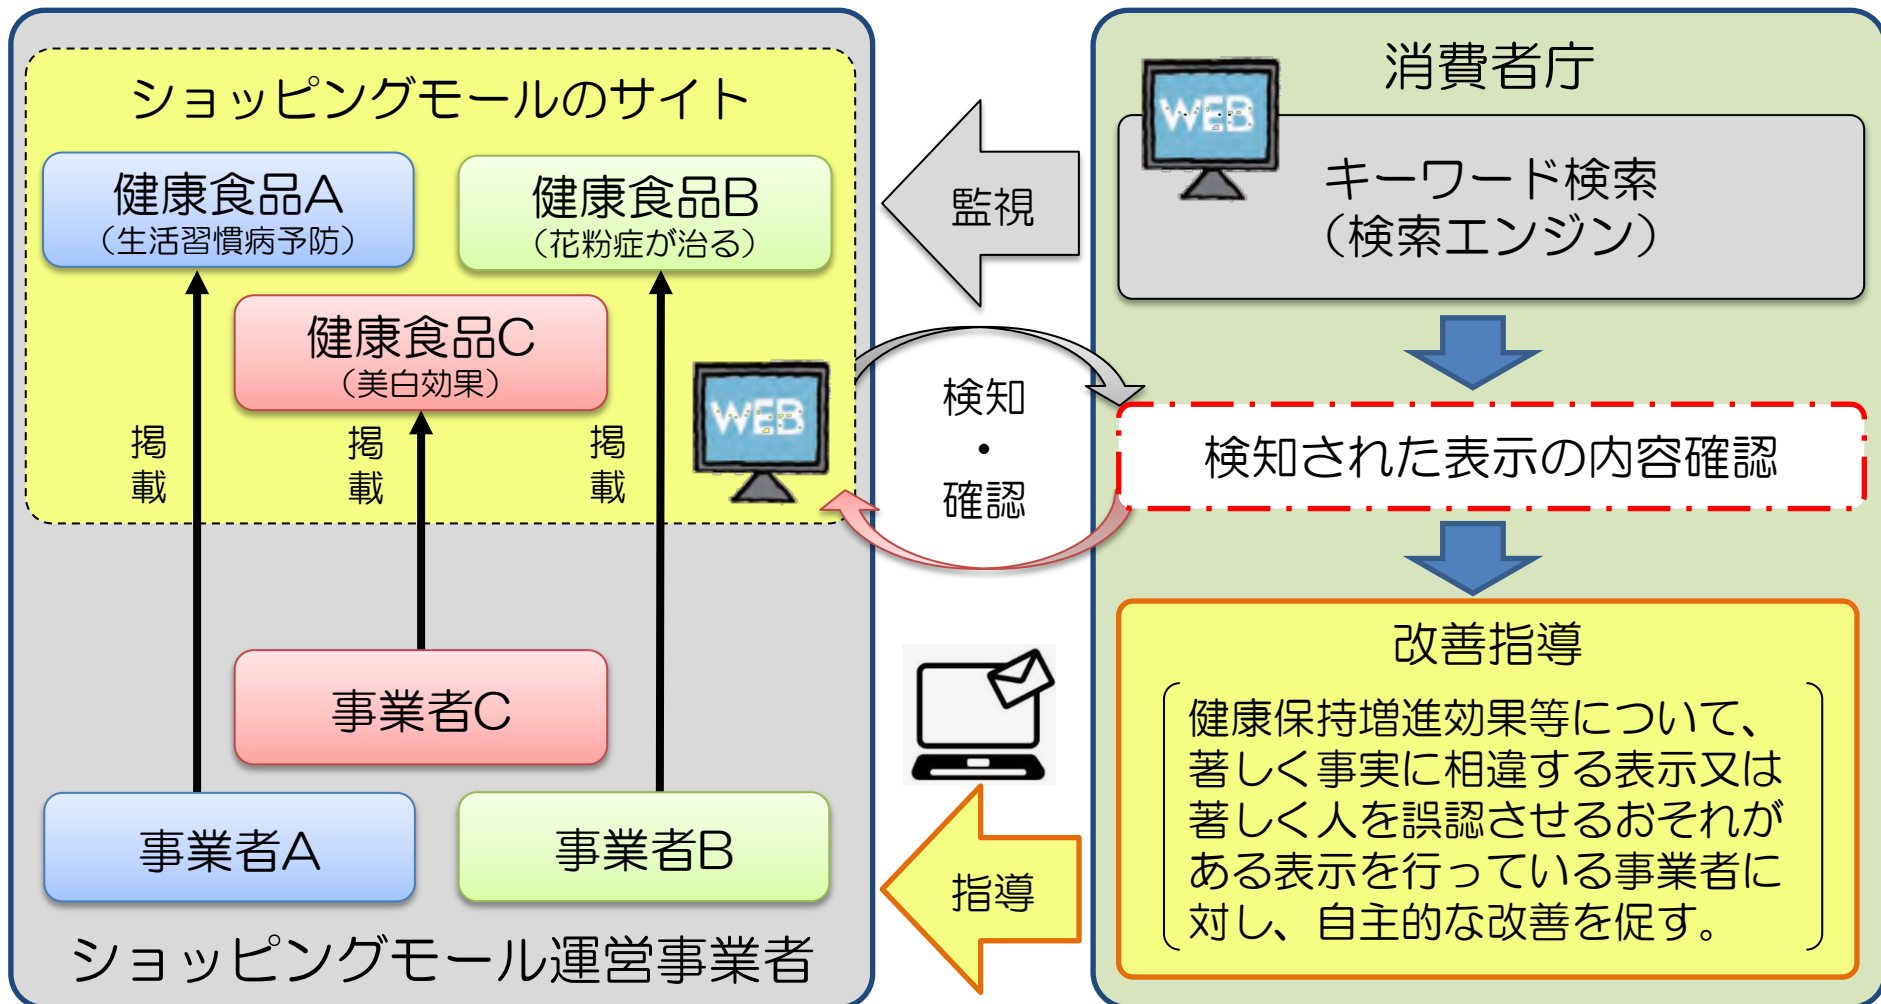 ショッピングモールのサイト
健康食品A
(生活習慣病予防)
健康食品B
(花粉症が治る)
健康食品C
(美白効果)
掲載
掲載
掲載
WEB
事業者C
事業者A
事業者B
ショッピングモール運営事業者
監視
検知
・
確認
指導
消費者庁
WEB
キーワード検索
(検索エンジン)
検知された表示の内容確認
改善指導
健康保持増進効果等について、
著しく事実に相違する表示又は
著しく人を誤認させるおそれが
ある表示を行っている事業者に
対し、自主的な改善を促す。